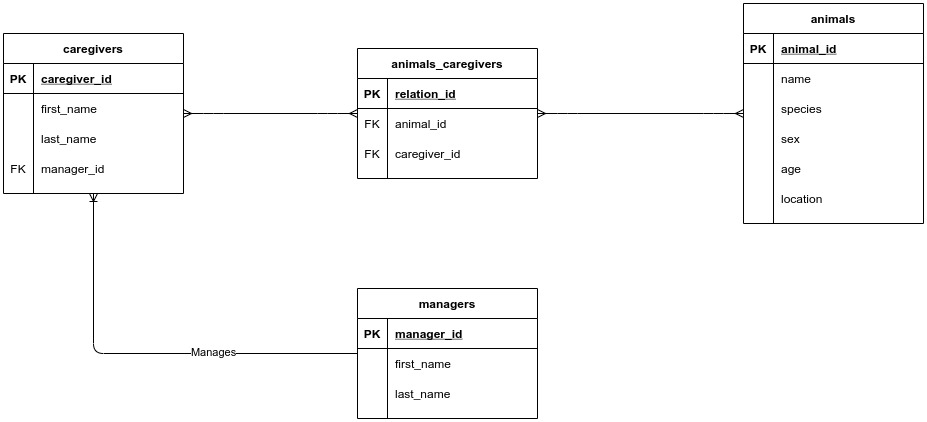 caregivers
PK caregiver_id
first_name
last_name
FK manager_id
animals_caregivers
PK relation_id
FK animal_id
FK caregiver_id
animals
PK animal_id
name
species
sex
age
location
Manages
managers
PK manager_id
first_name
last_name